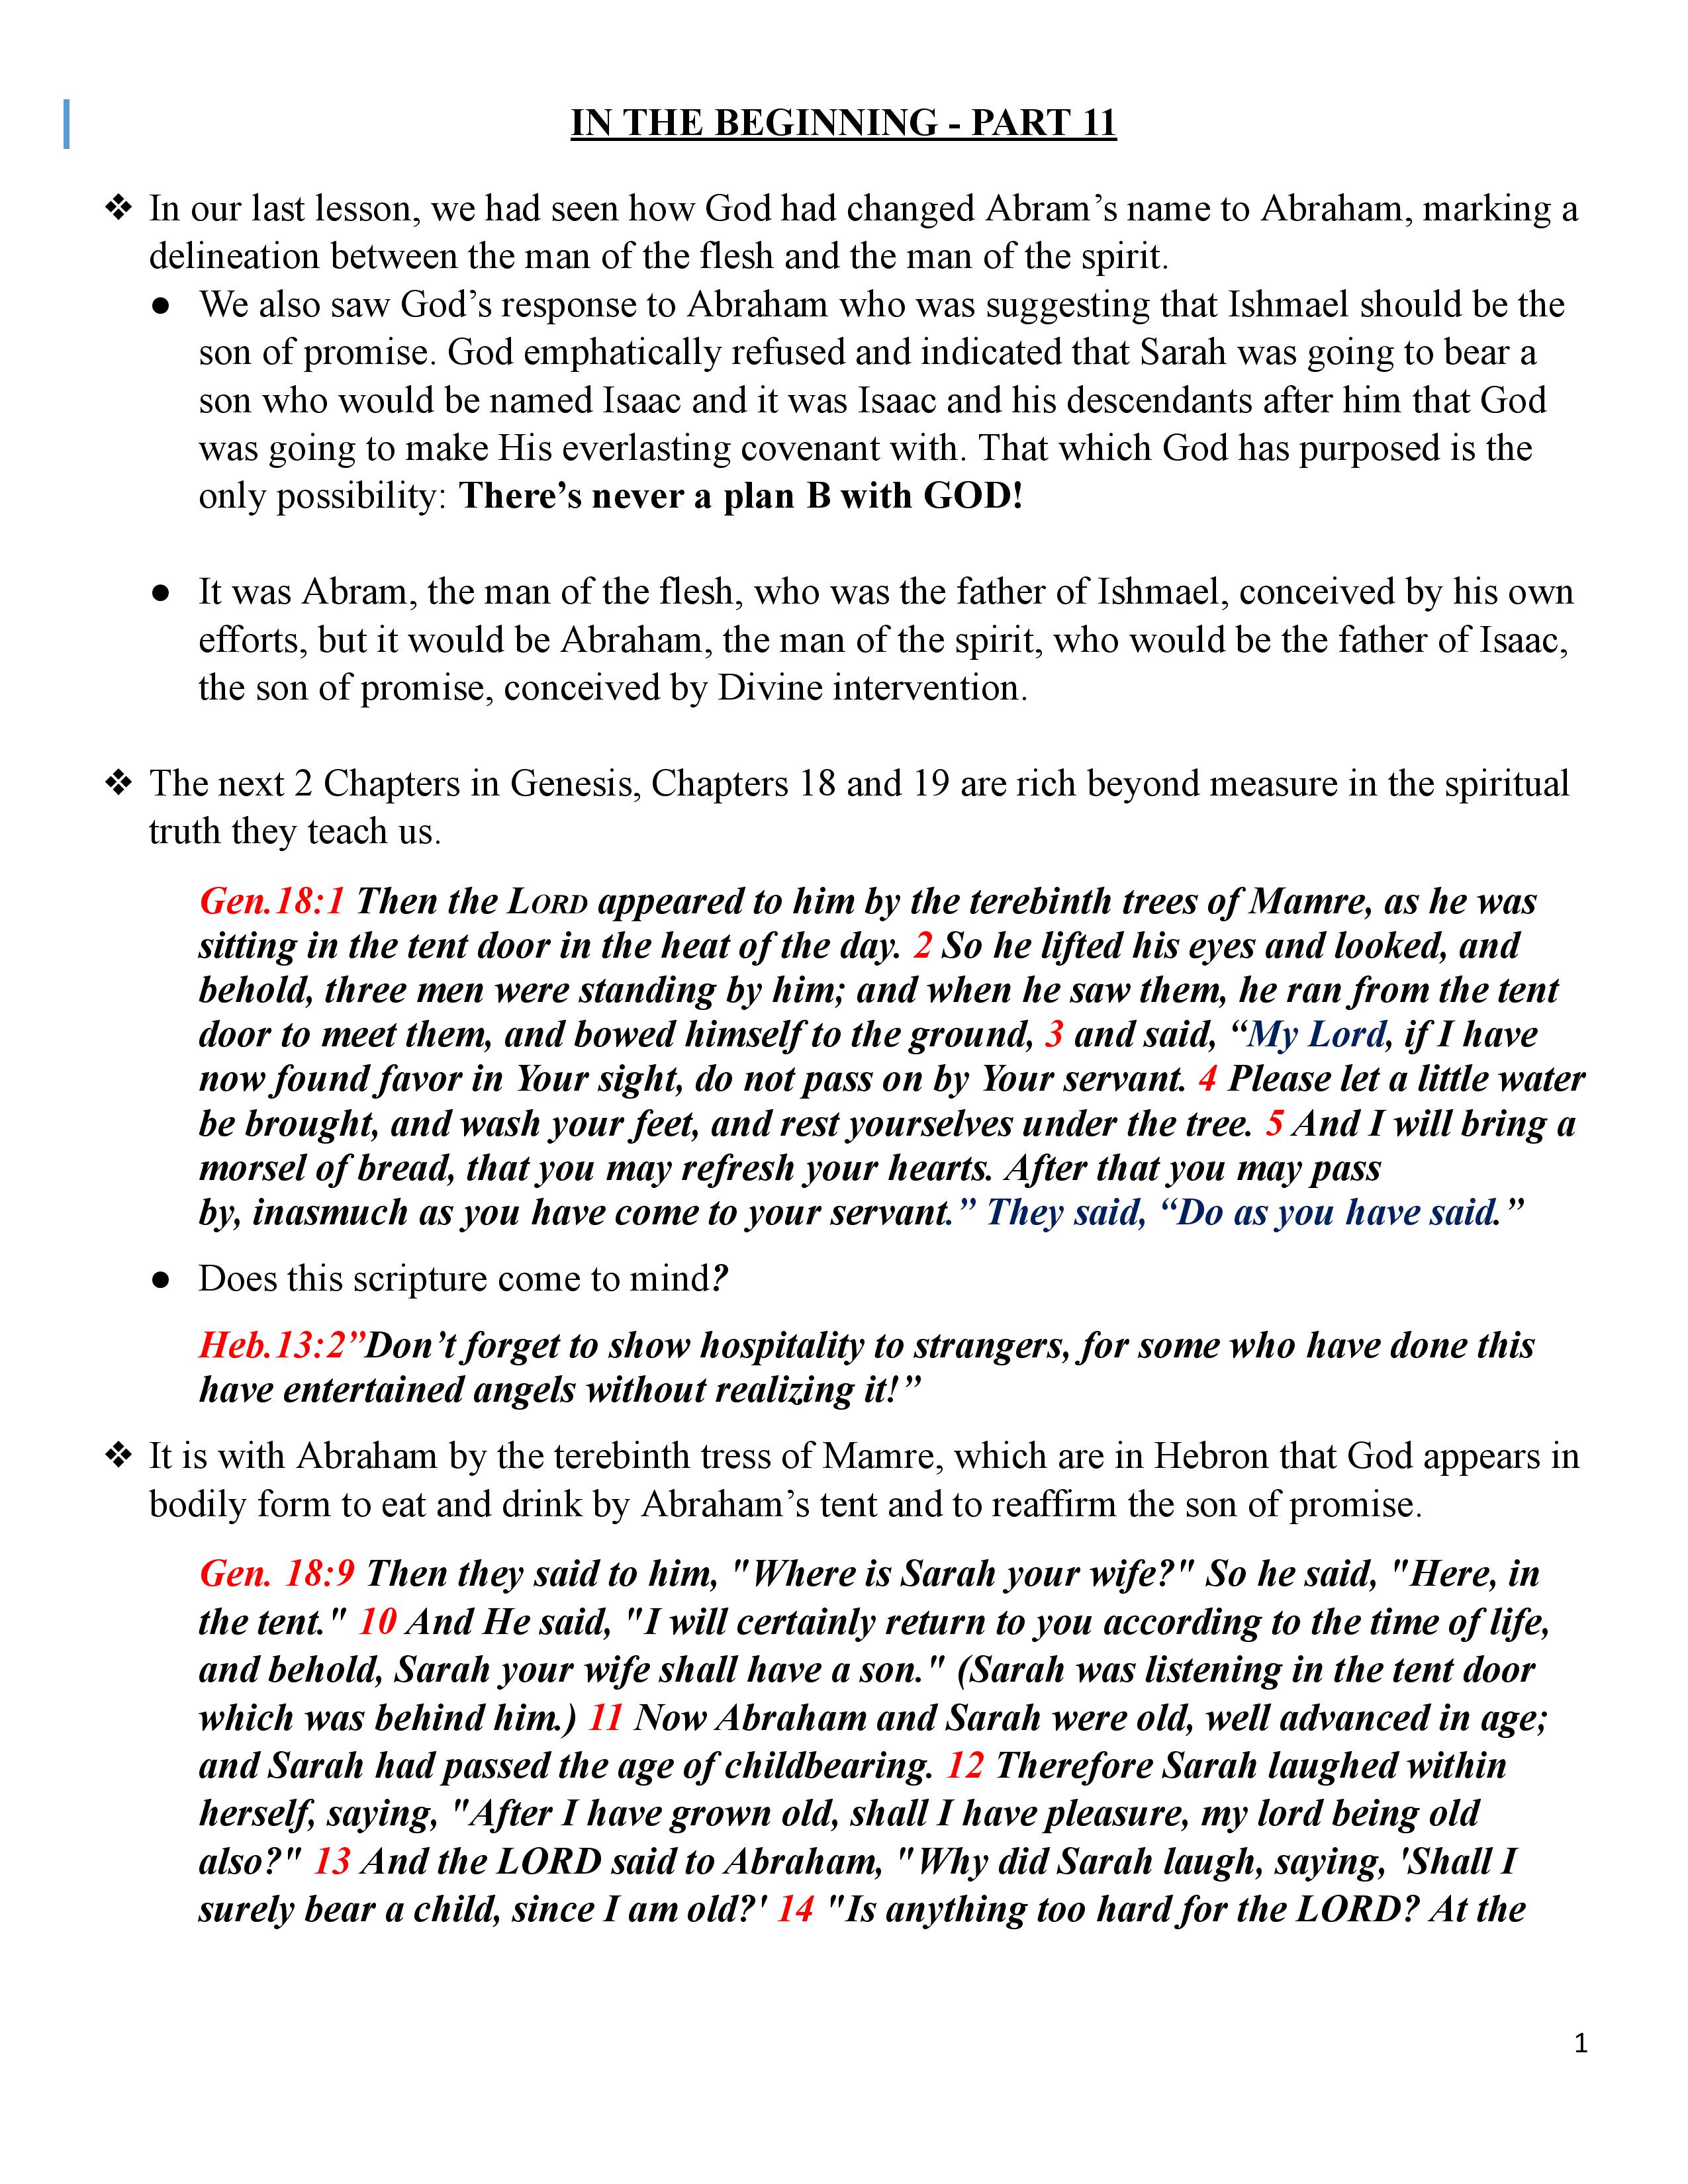 IN THE BEGINNING - PART 11
❖ In our last lesson, we had seen how God had changed Abram’s name to Abraham, marking a
delineation between the man of the flesh and the man of the spirit.
● We also saw God’s response to Abraham who was suggesting that Ishmael should be the
son of promise. God emphatically refused and indicated that Sarah was going to bear a
son who would be named Isaac and it was Isaac and his descendants after him that God
was going to make His everlasting covenant with. That which God has purposed is the
only possibility: There’s never a plan B with GOD!
● It was Abram, the man of the flesh, who was the father of Ishmael, conceived by his own
efforts, but it would be Abraham, the man of the spirit, who would be the father of Isaac,
the son of promise, conceived by Divine intervention.
❖ The next 2 Chapters in Genesis, Chapters 18 and 19 are rich beyond measure in the spiritual
truth they teach us.
Gen.18:1 Then the LORD appeared to him by the terebinth trees of Mamre, as he was
sitting in the tent door in the heat of the day. 2 So he lifted his eyes and looked, and
behold, three men were standing by him; and when he saw them, he ran from the tent
door to meet them, and bowed himself to the ground, 3 and said, “My Lord, if I have
now found favor in Your sight, do not pass on by Your servant. 4 Please let a little water
be brought, and wash your feet, and rest yourselves under the tree. 5 And I will bring a
morsel of bread, that you may refresh your hearts. After that you may pass
by, inasmuch as you have come to your servant.” They said, “Do as you have said.”
● Does this scripture come to mind?
Heb.13:2”Don’t forget to show hospitality to strangers, for some who have done this
have entertained angels without realizing it!”
❖ It is with Abraham by the terebinth tress of Mamre, which are in Hebron that God appears in
bodily form to eat and drink by Abraham’s tent and to reaffirm the son of promise.
Gen. 18:9 Then they said to him, "Where is Sarah your wife?" So he said, "Here, in
the tent." 10 And He said, "I will certainly return to you according to the time of life,
and behold, Sarah your wife shall have a son." (Sarah was listening in the tent door
which was behind him.) 11 Now Abraham and Sarah were old, well advanced in age;
and Sarah had passed the age of childbearing. 12 Therefore Sarah laughed within
herself, saying, "After I have grown old, shall I have pleasure, my lord being old
also?" 13 And the LORD said to Abraham, "Why did Sarah laugh, saying, 'Shall I
surely bear a child, since I am old?' 14 "Is anything too hard for the LORD? At the
1